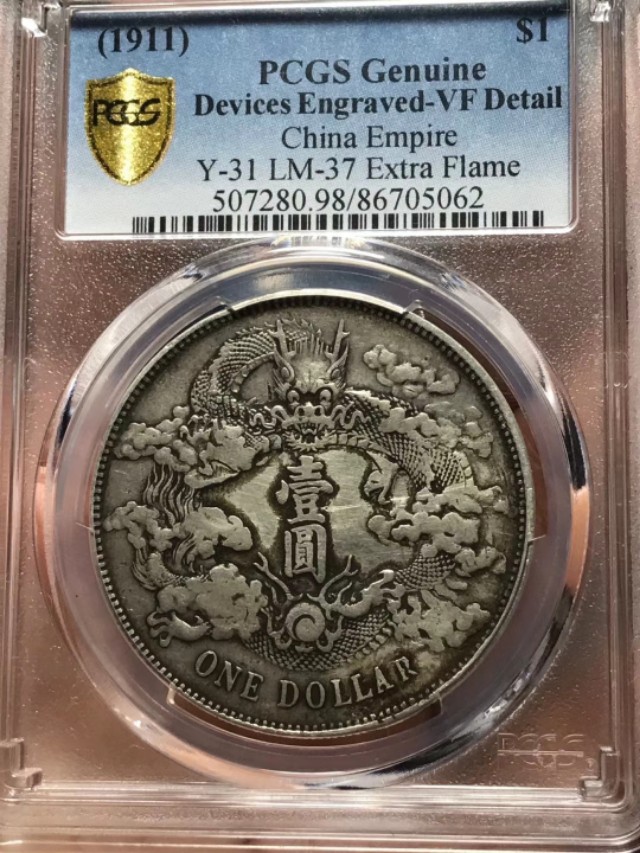 (1911) $1
PCGS Genuine
PCGS
Devices Engraved-VF Detail
China Empire
Y-31 LM-37 Extra Flame
507280.98/86705062
壹
圓
ONE DOLLAR
PCGS